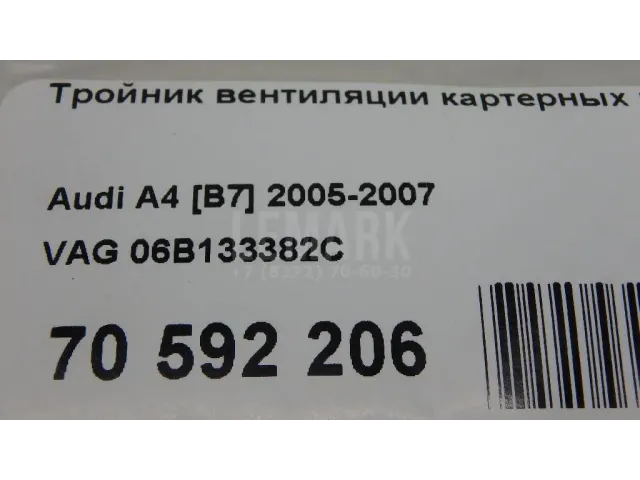 Тройник вентиляции картерных
Audi A4 [B7] 2005-2007
VAG 06B133382C
70 592 206